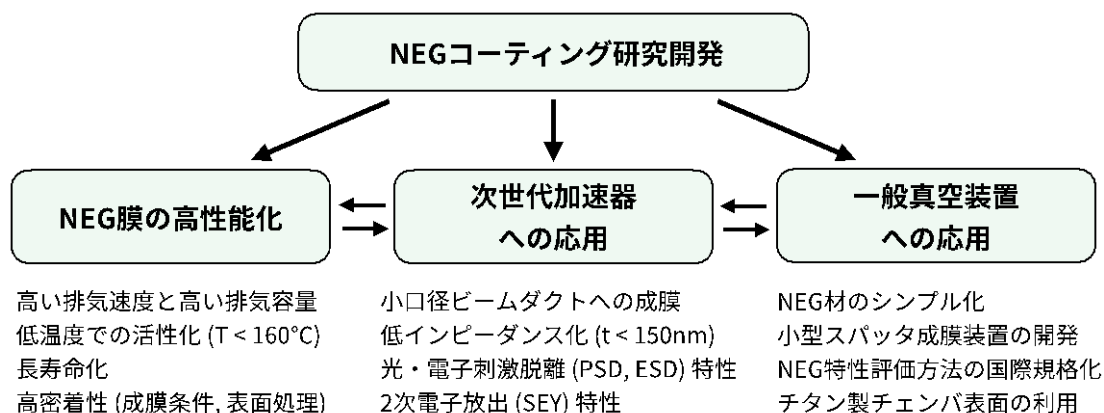 NEGコーティング研究開発
NEG膜の高性能化
次世代加速器
への応用
一般真空装置
への応用
高い排気速度と高い排気容量
低温度での活性化 (T < 160°C)
長寿命化
高密着性 (成膜条件, 表面処理)
小口径ビームダクトへの成膜
低インピーダンス化 (t < 150nm)
光・電子刺激脱離 (PSD, ESD) 特性
2次電子放出 (SEY) 特性
NEG材のシンプル化
小型スパッタ成膜装置の開発
NEG特性評価方法の国際規格化
チタン製チェンバ表面の利用